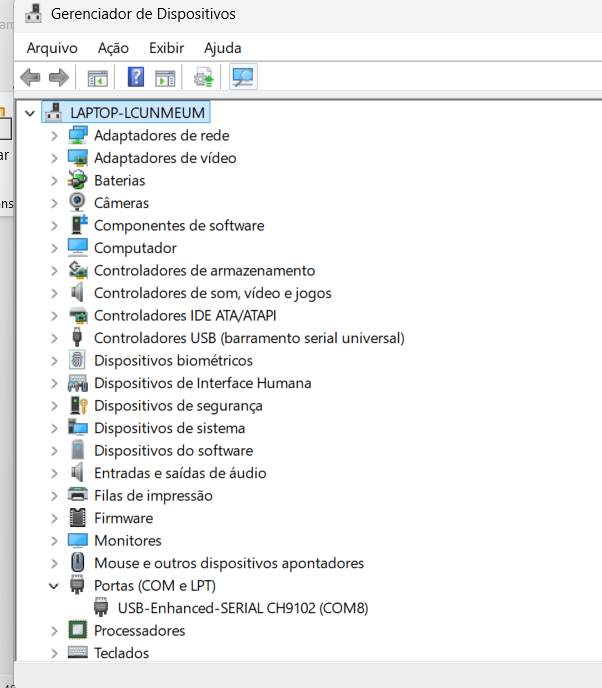 Gerenciador de Dispositivos
Arquivo Ação Exibir Ajuda
LAPTOP-LCUNMEUM
Adaptadores de rede
Adaptadores de vídeo
Baterias
Câmeras
Componentes de software
Computador
Controladores de armazenamento
Controladores de som, vídeo e jogos
Controladores IDE ATA/ATAPI
Controladores USB (barramento serial universal)
Dispositivos biométricos
Dispositivos de Interface Humana
Dispositivos de segurança
Dispositivos de sistema
Dispositivos do software
Entradas e saídas de áudio
Filas de impressão
Firmware
Monitores
Mouse e outros dispositivos apontadores
Portas (COM e LPT)
USB-Enhanced-SERIAL CH9102 (COM8)
Processadores
Teclados